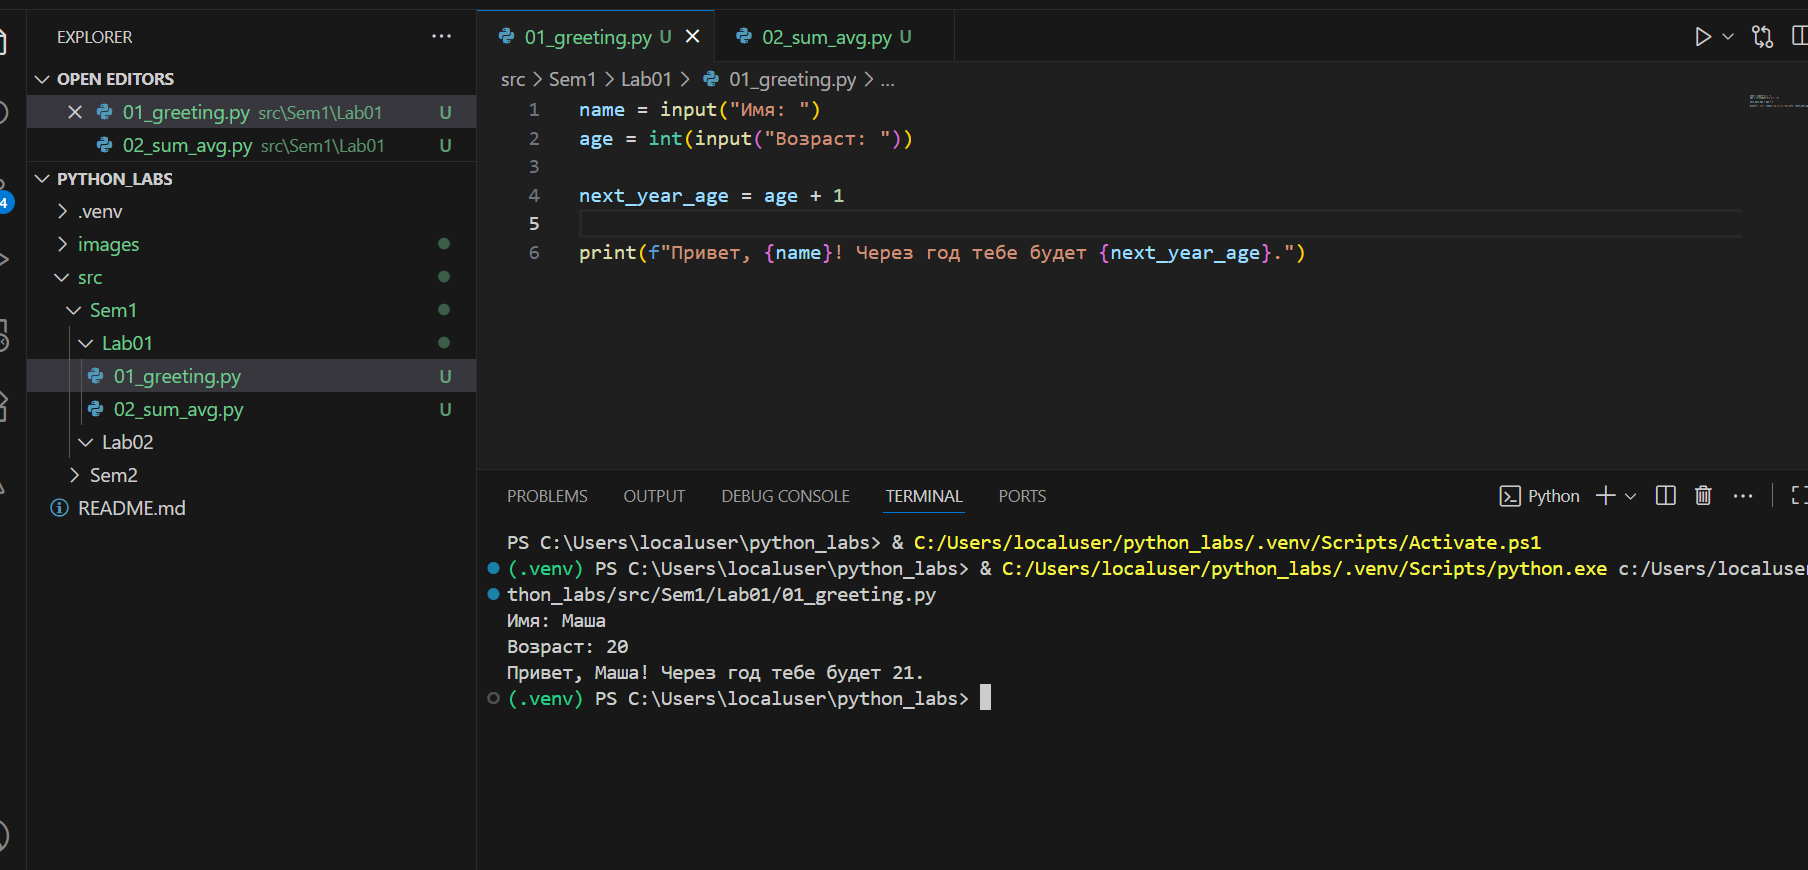 EXPLORER
OPEN EDITORS
01_greeting.py src\Sem1\Lab01 U
02_sum_avg.py src\Sem1\Lab01 U
PYTHON_LABS
.venv
images
src
Sem1
Lab01
01_greeting.py U
02_sum_avg.py U
Lab02
Sem2
README.md
4
01_greeting.py U
02_sum_avg.py U
src > Sem1 > Lab01 > 01_greeting.py > ...
1 name = input("Имя: ")
2 age = int(input("Возраст: "))
3
4 next_year_age = age + 1
5
6 print(f"Привет, {name}! Через год тебе будет {next_year_age}.")
PROBLEMS OUTPUT DEBUG CONSOLE TERMINAL PORTS
Python
PS C:\Users\localuser\python_labs> & C:/Users/localuser/python_labs/.venv/Scripts/Activate.ps1
(.venv) PS C:\Users\localuser\python_labs> & C:/Users/localuser/python_labs/.venv/Scripts/python.exe c:/Users/localuser
thon_labs/src/Sem1/Lab01/01_greeting.py
Имя: Маша
Возраст: 20
Привет, Маша! Через год тебе будет 21.
(.venv) PS C:\Users\localuser\python_labs>